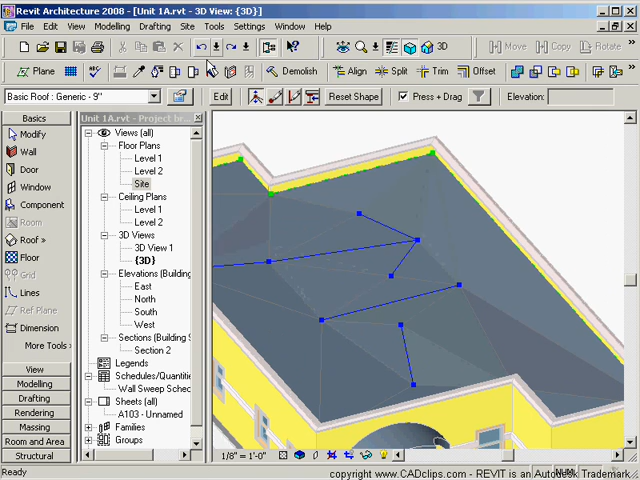 Revit Architecture 2008 - [Unit 1A.rvt - 3D View: {3D}]
File Edit View Modelling Drafting Site Tools Settings Window Help
3D Move Copy Rotate
Plane Demolish Align Split Trim Offset
Basic Roof : Generic - 9" Edit Reset Shape Press + Drag Elevation:
Basics
Modify
Wall
Door
Window
Component
Room
Roof »
Floor
Grid
Lines
Ref Plane
Dimension
More Tools
View
Modelling
Drafting
Rendering
Massing
Room and Area
Structural
Unit 1A.rvt - Project br
Views (all)
Floor Plans
Level 1
Level 2
Site
Ceiling Plans
Level 1
Level 2
3D Views
3D View 1
{3D}
Elevations (Building
East
North
South
West
Sections (Building S
Section 2
Legends
Schedules/Quantitie
Wall Sweep Sched
Sheets (all)
A103 - Unnamed
Families
Groups
1/8" = 1'-0"
Ready
NUM
copyright www.CADclips.com - REVIT is an Autodesk Trademark